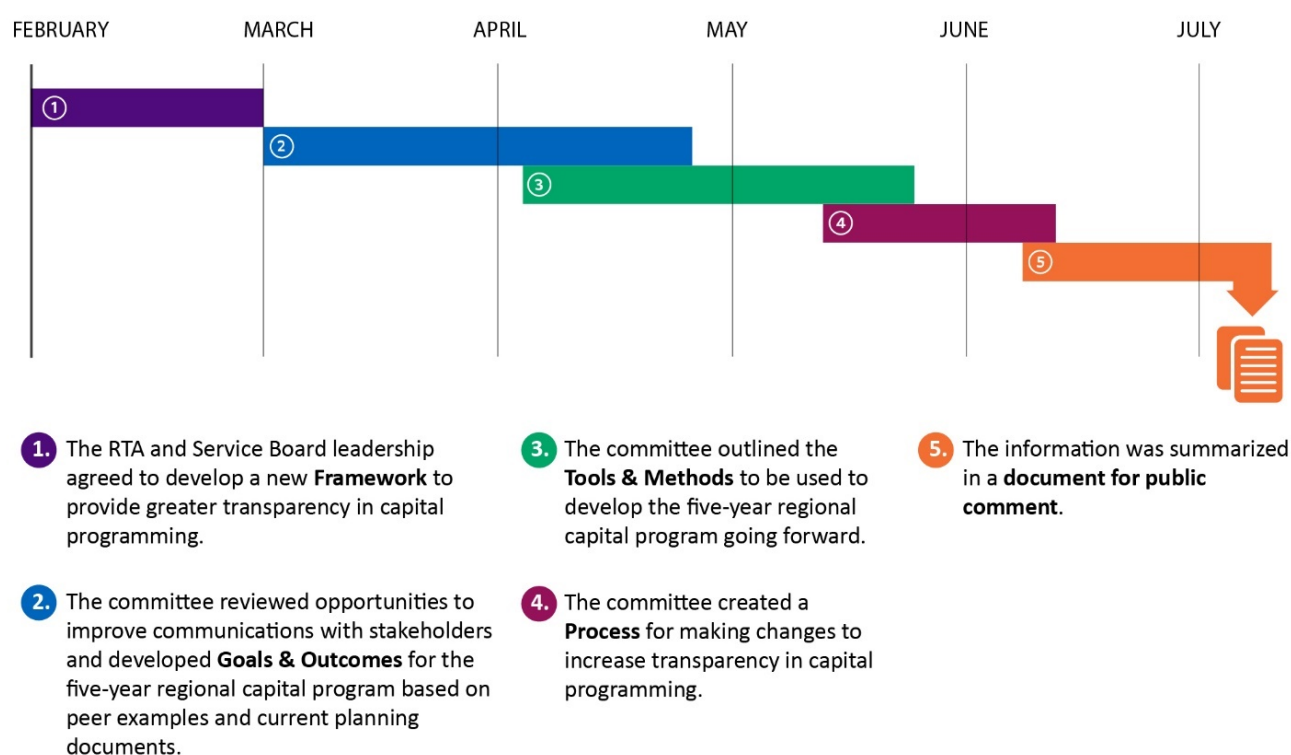 FEBRUARY MARCH APRIL MAY JUNE JULY
1
2
3
4
5
1. The RTA and Service Board leadership
agreed to develop a new Framework to
provide greater transparency in capital
programming.
2. The committee reviewed opportunities to
improve communications with stakeholders
and developed Goals & Outcomes for the
five-year regional capital program based on
peer examples and current planning
documents.
3. The committee outlined the
Tools & Methods to be used to
develop the five-year regional
capital program going forward.
4. The committee created a
Process for making changes to
increase transparency in capital
programming.
5. The information was summarized
in a document for public
comment.